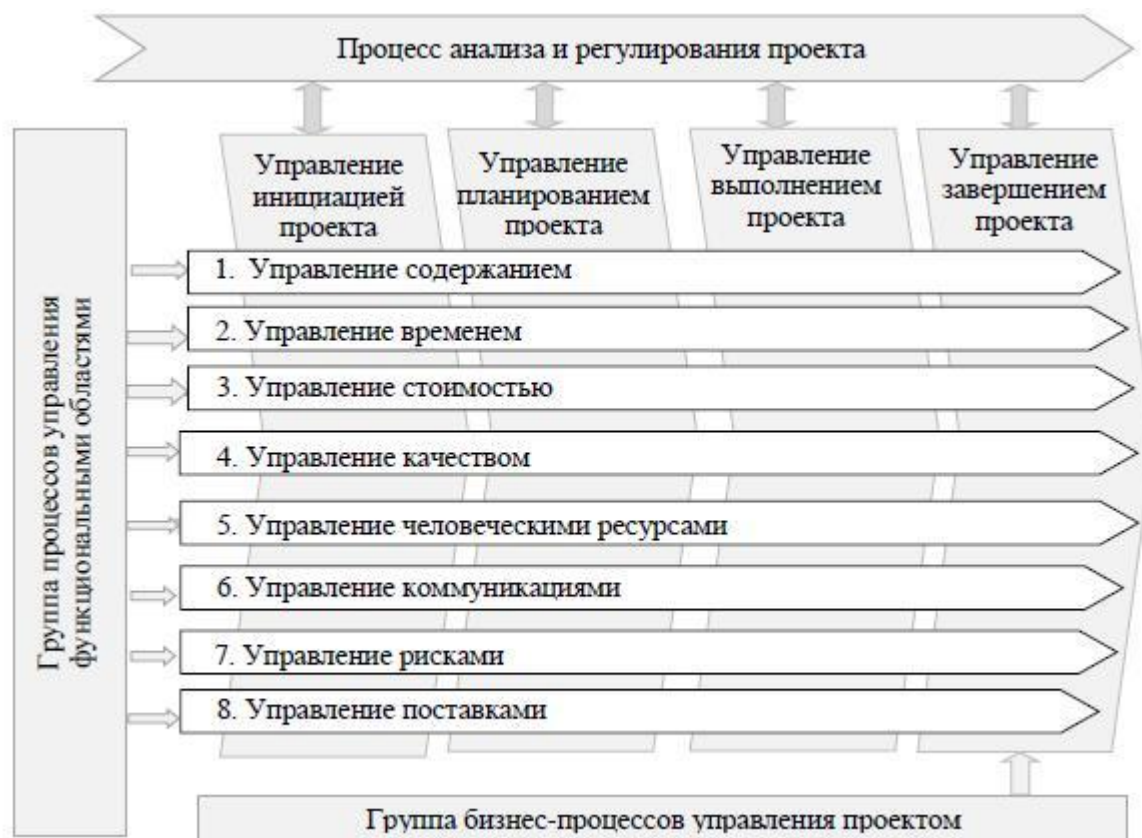 Процесс анализа и регулирования проекта
Управление
инициацией
проекта
Управление
планированием
проекта
Управление
выполнением
проекта
Управление
завершением
проекта
Группа процессов управления
функциональными областями
1. Управление содержанием
2. Управление временем
3. Управление стоимостью
4. Управление качеством
5. Управление человеческими ресурсами
6. Управление коммуникациями
7. Управление рисками
8. Управление поставками
Группа бизнес-процессов управления проектом